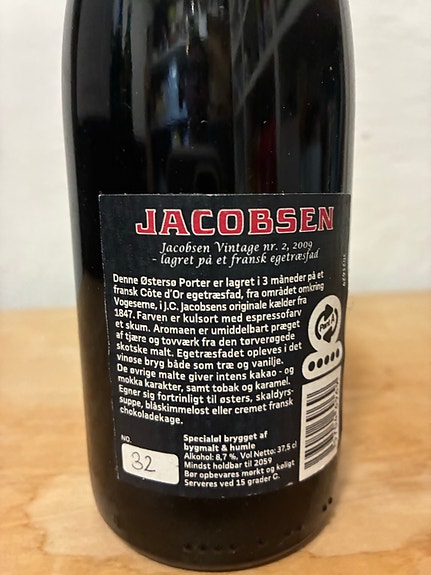 JACOBSEN
Jacobsen Vintage nr. 2, 2009
- lagret på et fransk egetræsfad
Denne Østersø Porter er lagret i 3 måneder på et
fransk Côte d'Or egetræsfad, fra området omkring
Vogeserne, i J.C. Jacobsens originale kælder fra
1847. Farven er kulsort med espressofarv
et skum. Aromaen er umiddelbart præget
af tjære og tovværk fra den tørverøgede
skotske malt. Egetræsfadet opleves i det
vinøse bryg både som træ og vanilje.
De øvrige malte giver intens kakao - og
mokka karakter, samt tobak og karamel.
Egner sig fortrinligt til østers, skaldyrs-
suppe, blåskimmelost eller cremet fransk
chokoladekage.
NO.
32
Specialøl brygget af
bygmalt & humle
Alkohol: 8,7 %, Vol Netto: 37,5 cl
Mindst holdbar til 2059
Bør opbevares mørkt og køligt
Serveres ved 15 grader C.